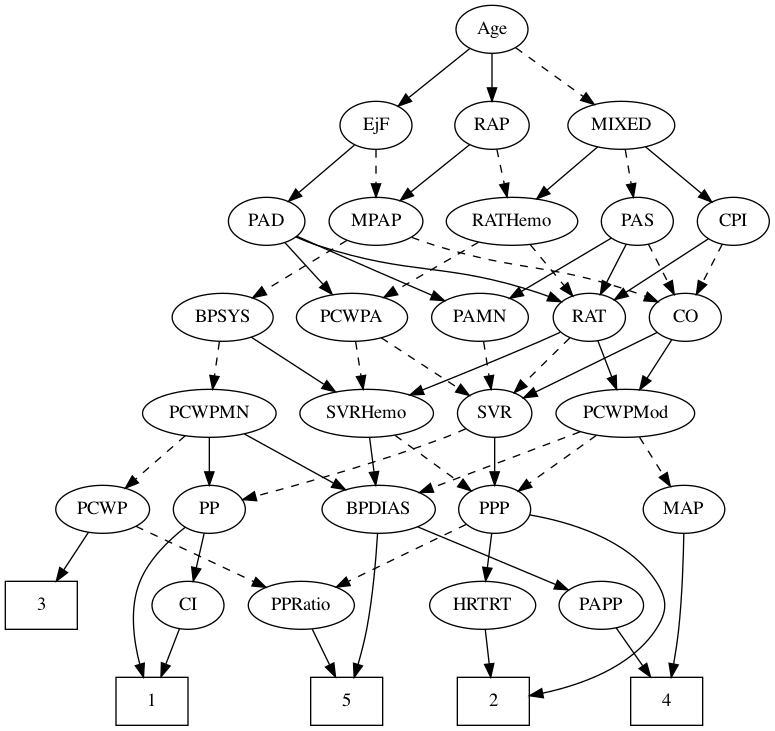 Age
EjF
RAP
MIXED
PAD
MPAP
RATHemo
PAS
CPI
BPSYS
PCWPA
PAMN
RAT
CO
PCWPMN
SVRHemo
SVR
PCWPMod
PCWP
PP
BPDIAS
PPP
MAP
3
CI
PPRatio
HRTRT
PAPP
1
5
2
4